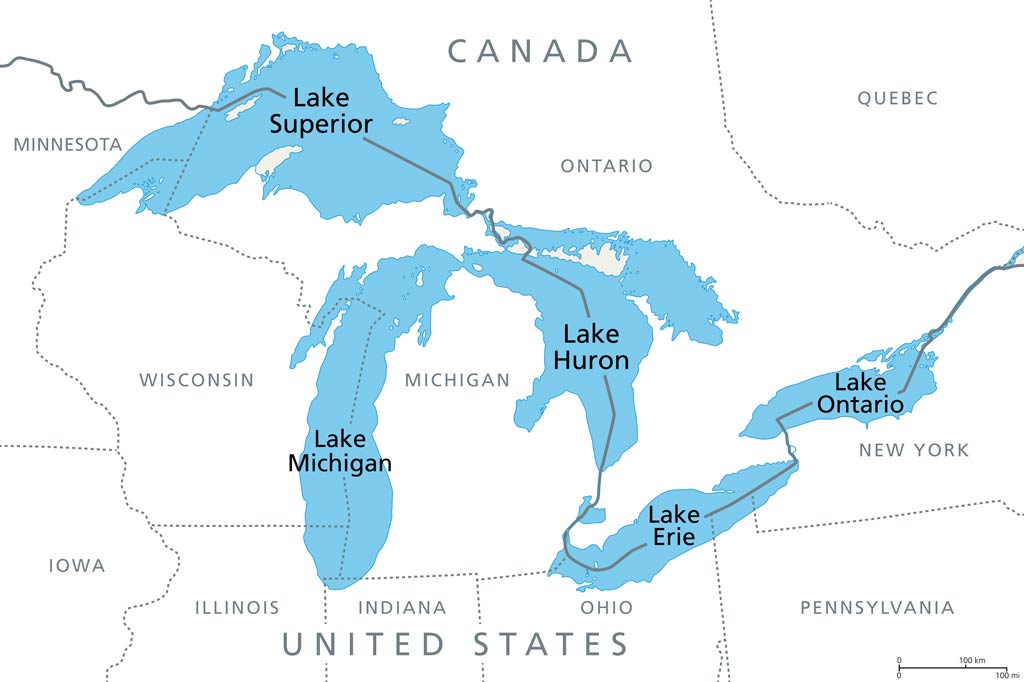 CANADA
Lake
Superior
QUEBEC
MINNESOTA
ONTARIO
Lake
Huron
WISCONSIN
MICHIGAN
Lake
Ontario
Lake
Michigan
NEW YORK
Lake
Erie
IOWA
ILLINOIS
INDIANA
OHIO
PENNSYLVANIA
UNITED STATES
0
100 km
0
100 mi